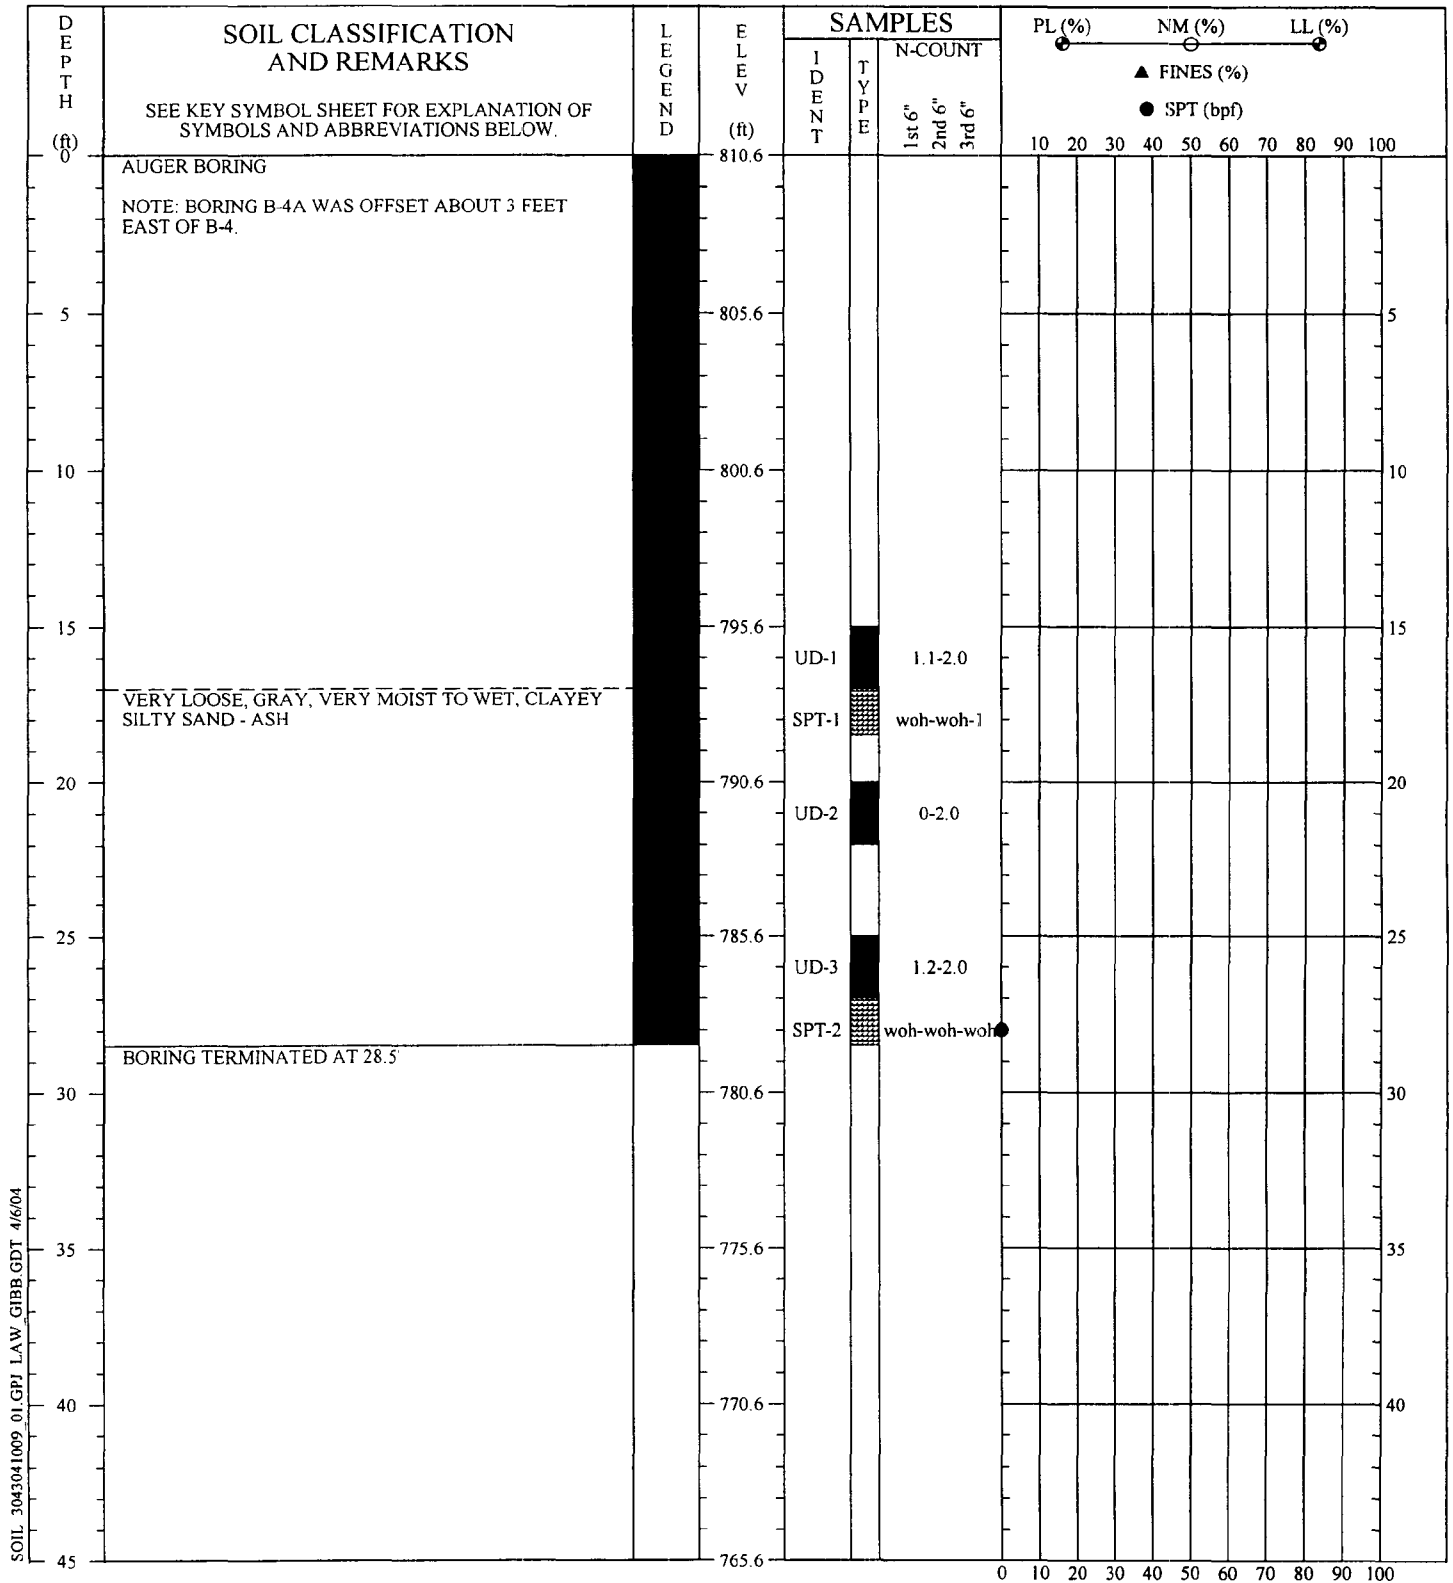 DEPTH (ft)
SOIL CLASSIFICATION
AND REMARKS
SEE KEY SYMBOL SHEET FOR EXPLANATION OF
SYMBOLS AND ABBREVIATIONS BELOW.
LEGEND
ELEV (ft)
SAMPLES
IDENT
TYPE
N-COUNT
1st 6"
2nd 6"
3rd 6"
PL (%) NM (%) LL (%)
▲ FINES (%)
● SPT (bpf)
10 20 30 40 50 60 70 80 90 100
0 810.6
AUGER BORING
NOTE: BORING B-4A WAS OFFSET ABOUT 3 FEET
EAST OF B-4.
5 805.6 5
10 800.6 10
15 795.6 15
UD-1 1.1-2.0
VERY LOOSE, GRAY, VERY MOIST TO WET, CLAYEY
SILTY SAND - ASH
SPT-1 woh-woh-1
20 790.6 20
UD-2 0-2.0
25 785.6 25
UD-3 1.2-2.0
SPT-2 woh-woh-woh
BORING TERMINATED AT 28.5'
30 780.6 30
35 775.6 35
40 770.6 40
45 765.6
0 10 20 30 40 50 60 70 80 90 100
SOIL 3043041009_01.GPJ LAW_GIBB.GDT 4/6/04